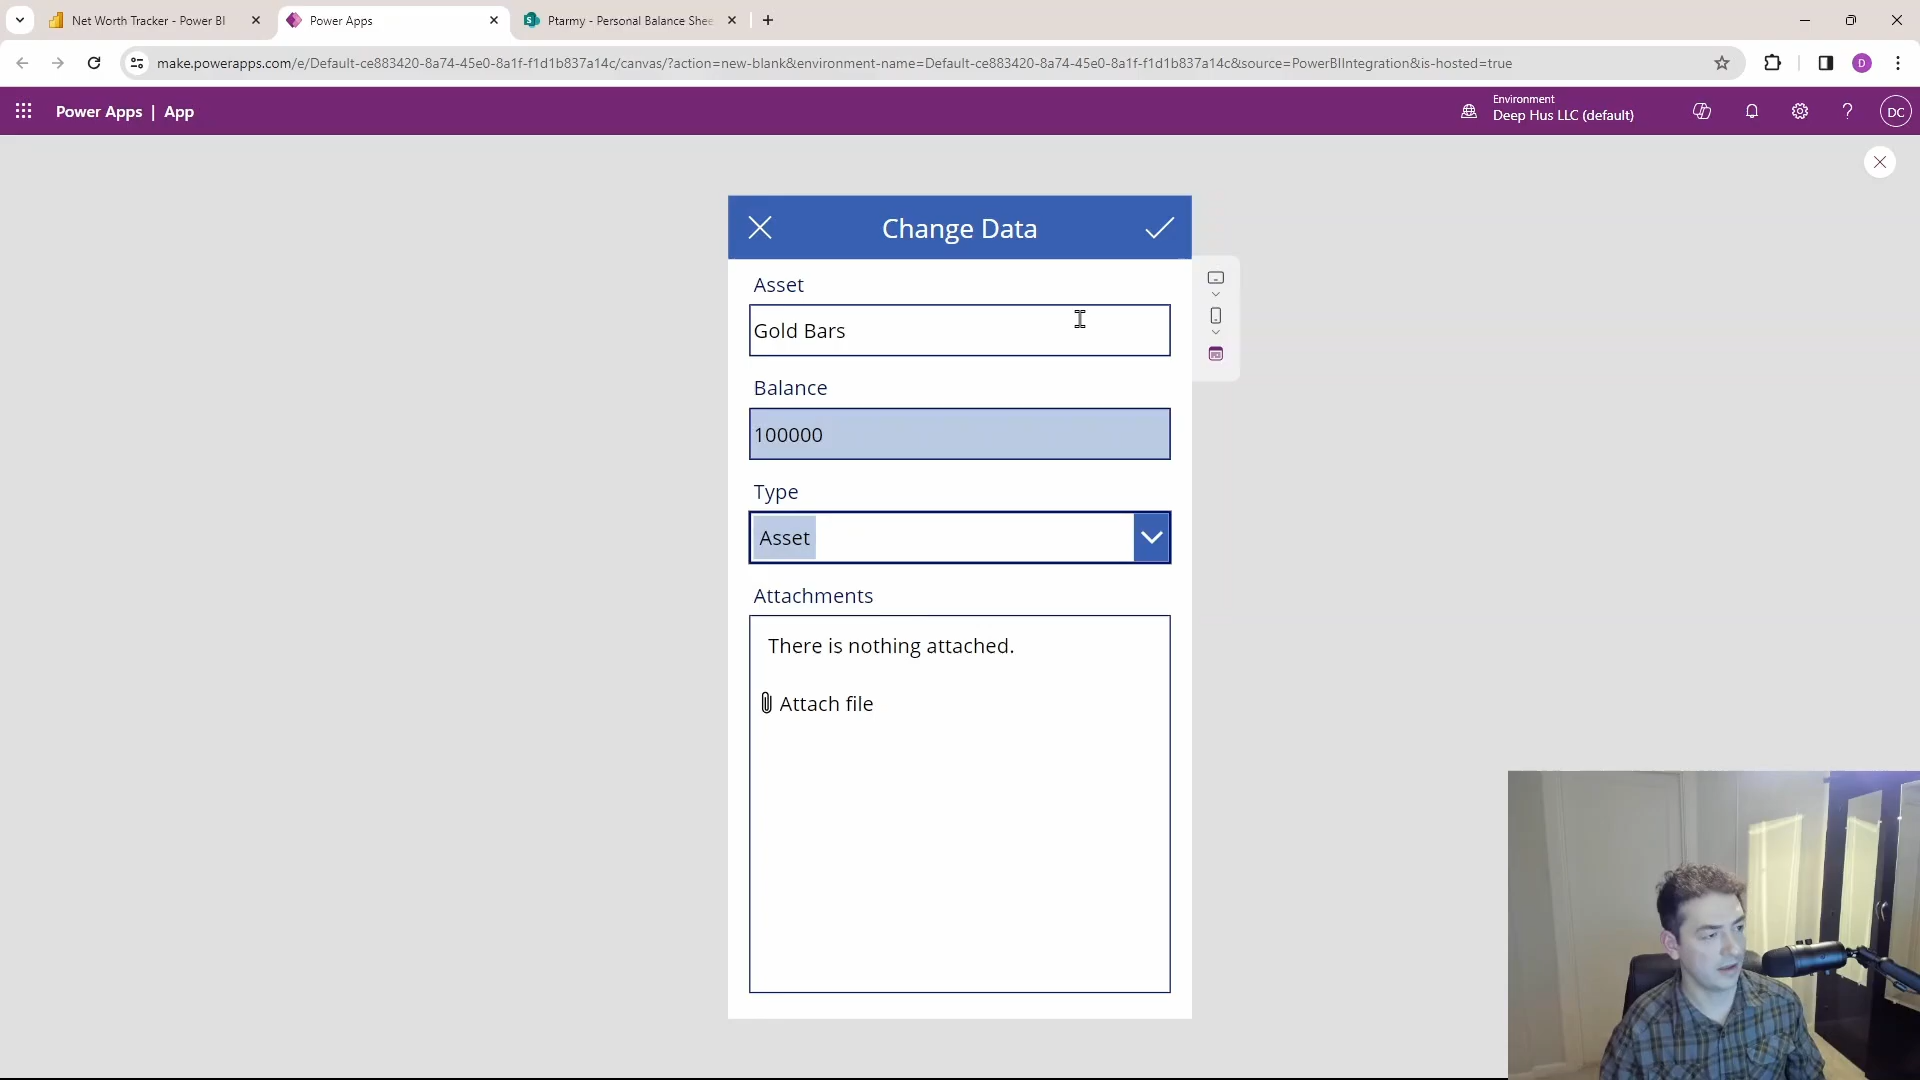 Net Worth Tracker - Power BI
Power Apps
Ptarmy - Personal Balance Shee
make.powerapps.com/e/Default-ce883420-8a74-45e0-8a1f-f1d1b837a14c/canvas/?action=new-blank&environment-name=Default-ce883420-8a74-45e0-8a1f-f1d1b837a14c&source=PowerBIIntegration&is-hosted=true
D
Power Apps | App
Environment
Deep Hus LLC (default)
?
DC
Change Data
Asset
Gold Bars
Balance
100000
Type
Asset
Attachments
There is nothing attached.
Attach file